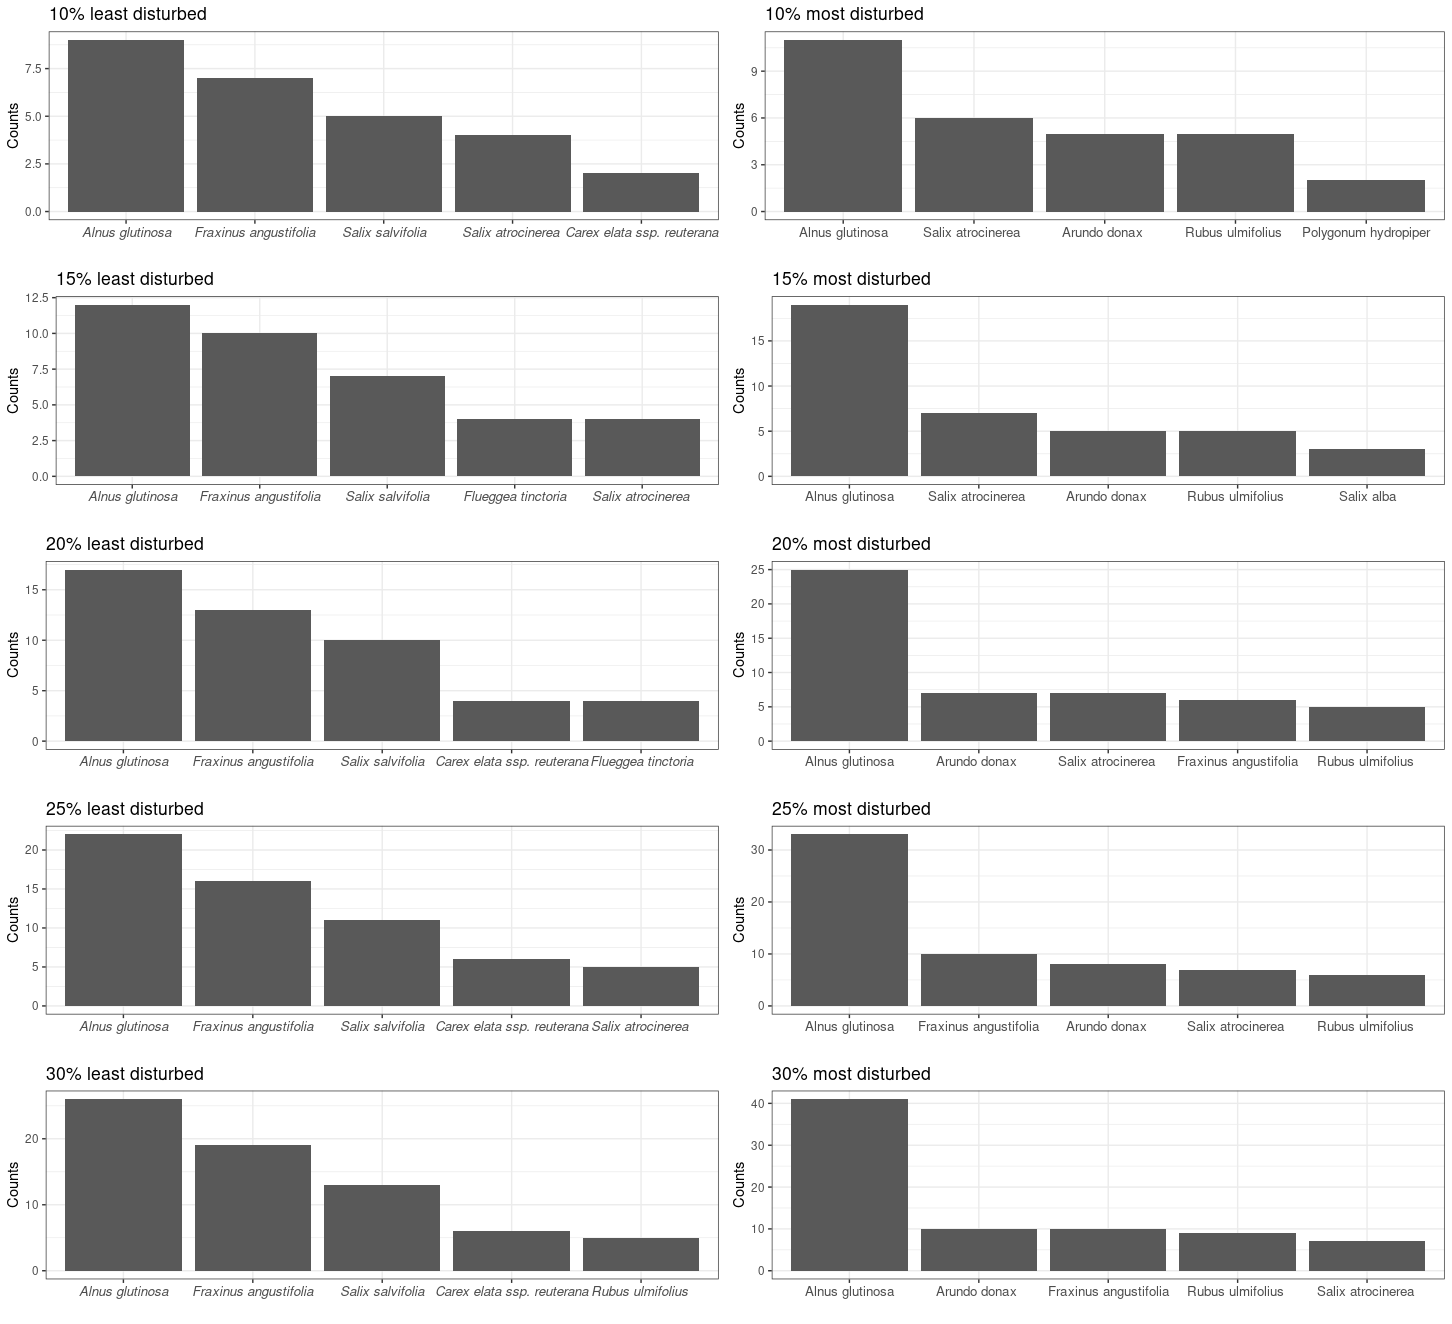 10% least disturbed
Counts
7.5
5.0
2.5
0.0
Alnus glutinosa Fraxinus angustifolia Salix salvifolia Salix atrocinerea Carex elata ssp. reuterana
10% most disturbed
Counts
9
6
3
0
Alnus glutinosa Salix atrocinerea Arundo donax Rubus ulmifolius Polygonum hydropiper
15% least disturbed
Counts
12.5
10.0
7.5
5.0
2.5
0.0
Alnus glutinosa Fraxinus angustifolia Salix salvifolia Flueggea tinctoria Salix atrocinerea
15% most disturbed
Counts
15
10
5
0
Alnus glutinosa Salix atrocinerea Arundo donax Rubus ulmifolius Salix alba
20% least disturbed
Counts
15
10
5
0
Alnus glutinosa Fraxinus angustifolia Salix salvifolia Carex elata ssp. reuterana Flueggea tinctoria
20% most disturbed
Counts
25
20
15
10
5
0
Alnus glutinosa Arundo donax Salix atrocinerea Fraxinus angustifolia Rubus ulmifolius
25% least disturbed
Counts
20
15
10
5
0
Alnus glutinosa Fraxinus angustifolia Salix salvifolia Carex elata ssp. reuterana Salix atrocinerea
25% most disturbed
Counts
30
20
10
0
Alnus glutinosa Fraxinus angustifolia Arundo donax Salix atrocinerea Rubus ulmifolius
30% least disturbed
Counts
20
10
0
Alnus glutinosa Fraxinus angustifolia Salix salvifolia Carex elata ssp. reuterana Rubus ulmifolius
30% most disturbed
Counts
40
30
20
10
0
Alnus glutinosa Arundo donax Fraxinus angustifolia Rubus ulmifolius Salix atrocinerea